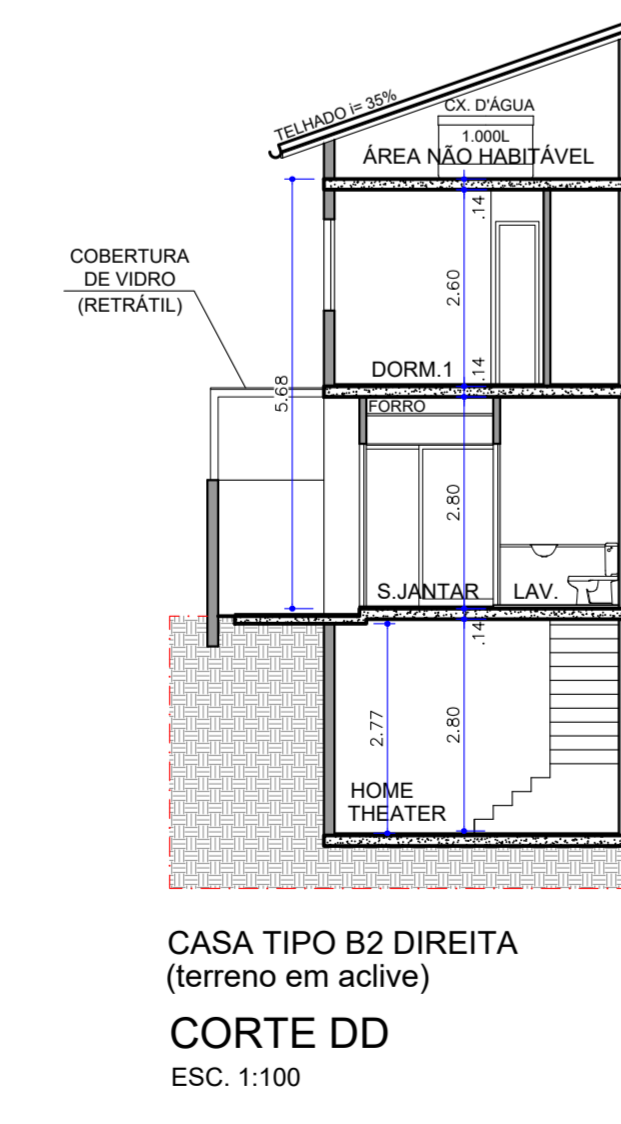 TELHADO i= 35%
CX. D'ÁGUA
1.000L
ÁREA NÃO HABITÁVEL
.14
COBERTURA
DE VIDRO
(RETRÁTIL)
2.60
DORM.1
.14
5.68
FORRO
2.80
S.JANTAR
LAV.
.14
2.77
2.80
HOME
THEATER
CASA TIPO B2 DIREITA
(terreno em aclive)
CORTE DD
ESC. 1:100